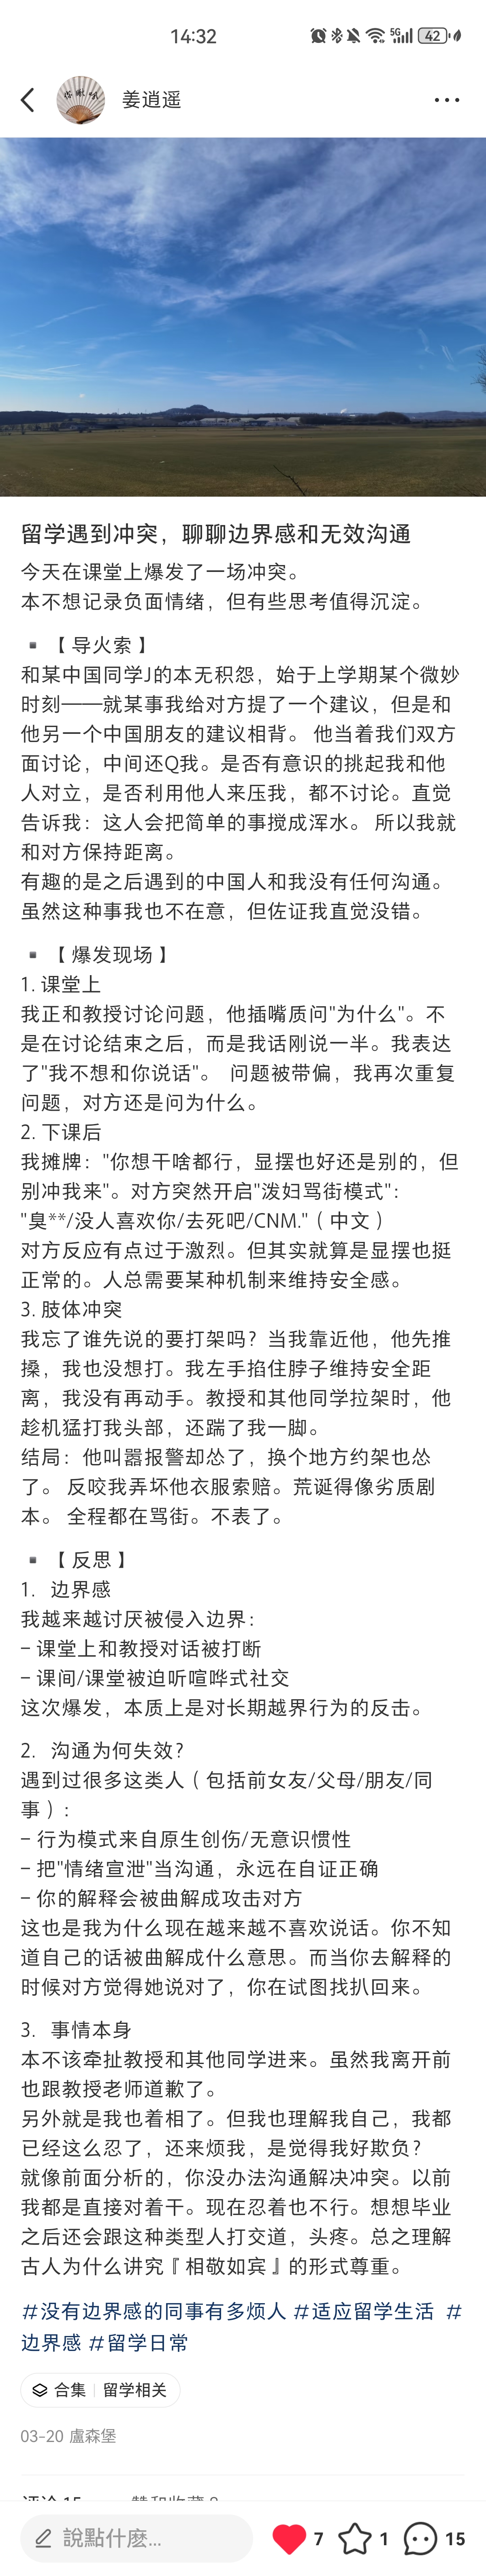 14:32
5G
42
姜逍遥
留学遇到冲突，聊聊边界感和无效沟通
今天在课堂上爆发了一场冲突。
本不想记录负面情绪，但有些思考值得沉淀。
▪ 【导火索】
和某中国同学J的本无积怨，始于上学期某个微妙
时刻——就某事我给对方提了一个建议，但是和
他另一个中国朋友的建议相背。 他当着我们双方
面讨论，中间还Q我。是否有意识的挑起我和他
人对立，是否利用他人来压我，都不讨论。直觉
告诉我：这人会把简单的事搅成浑水。 所以我就
和对方保持距离。
有趣的是之后遇到的中国人和我没有任何沟通。
虽然这种事我也不在意，但佐证我直觉没错。
▪ 【爆发现场】
1. 课堂上
我正和教授讨论问题，他插嘴质问"为什么"。不
是在讨论结束之后，而是我话刚说一半。我表达
了"我不想和你说话"。 问题被带偏，我再次重复
问题，对方还是问为什么。
2. 下课后
我摊牌："你想干啥都行，显摆也好还是别的，但
别冲我来"。对方突然开启"泼妇骂街模式"：
"臭**/没人喜欢你/去死吧/CNM."（中文）
对方反应有点过于激烈。但其实就算是显摆也挺
正常的。人总需要某种机制来维持安全感。
3. 肢体冲突
我忘了谁先说的要打架吗？当我靠近他，他先推
搡，我也没想打。我左手掐住脖子维持安全距
离，我没有再动手。教授和其他同学拉架时，他
趁机猛打我头部，还踹了我一脚。
结局：他叫嚣报警却怂了，换个地方约架也怂
了。 反咬我弄坏他衣服索赔。荒诞得像劣质剧
本。 全程都在骂街。不表了。
▪ 【反思】
1. 边界感
我越来越讨厌被侵入边界：
- 课堂上和教授对话被打断
- 课间/课堂被迫听喧哗式社交
这次爆发，本质上是对长期越界行为的反击。
2. 沟通为何失效？
遇到过很多这类人（包括前女友/父母/朋友/同
事）：
- 行为模式来自原生创伤/无意识惯性
- 把"情绪宣泄"当沟通，永远在自证正确
- 你的解释会被曲解成攻击对方
这也是我为什么现在越来越不喜欢说话。你不知
道自己的话被曲解成什么意思。而当你去解释的
时候对方觉得她说对了，你在试图找扒回来。
3. 事情本身
本不该牵扯教授和其他同学进来。虽然我离开前
也跟教授老师道歉了。
另外就是我也着相了。但我也理解我自己，我都
已经这么忍了，还来烦我，是觉得我好欺负？
就像前面分析的，你没办法沟通解决冲突。以前
我都是直接对着干。现在忍着也不行。想想毕业
之后还会跟这种类型人打交道，头疼。总之理解
古人为什么讲究『相敬如宾』的形式尊重。
#没有边界感的同事有多烦人 #适应留学生活 #
边界感 #留学日常
合集 | 留学相关
03-20 盧森堡
說點什麽...
7
1
15